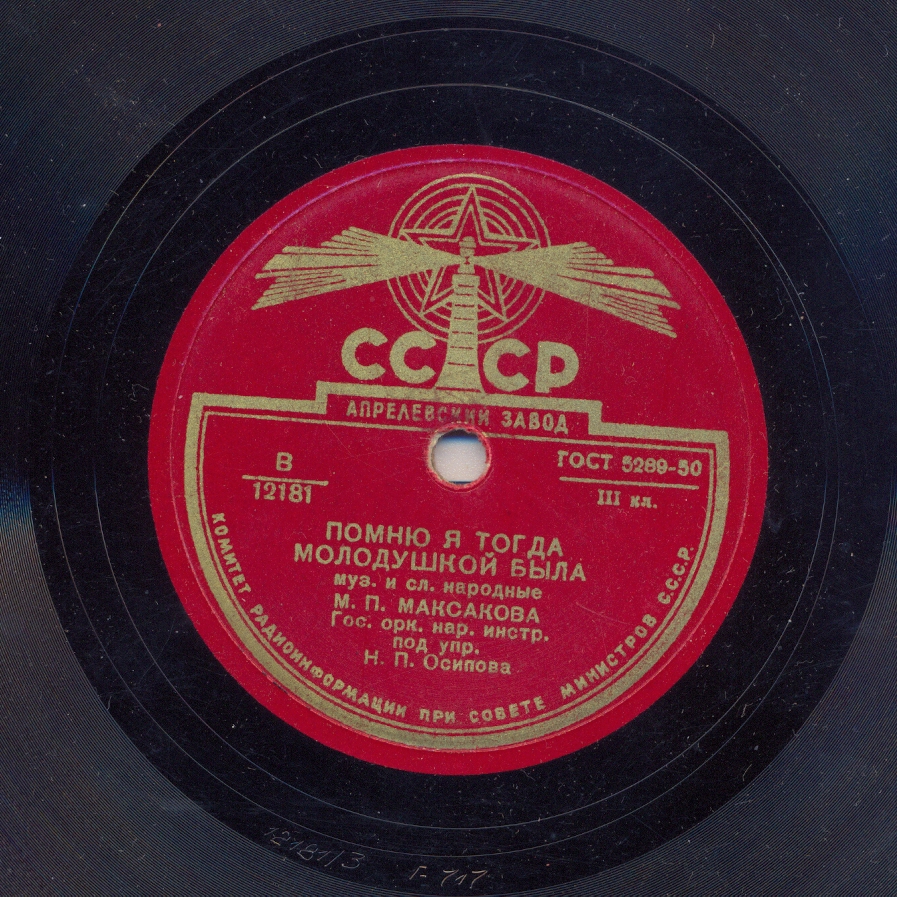 СССР
АПРЕЛЕВСКИЙ ЗАВОД
В
12181
ГОСТ 5289-50
III кл.
ПОМНЮ Я ТОГДА
МОЛОДУШКОЙ БЫЛА
муз. и сл. народные
М. П. МАКСАКОВА
Гос. орк. нар. инстр.
под упр.
Н. П. Осипова
КОМИТЕТ РАДИОИНФОРМАЦИИ ПРИ СОВЕТЕ МИНИСТРОВ С.С.С.Р.
12181/3
Г-717